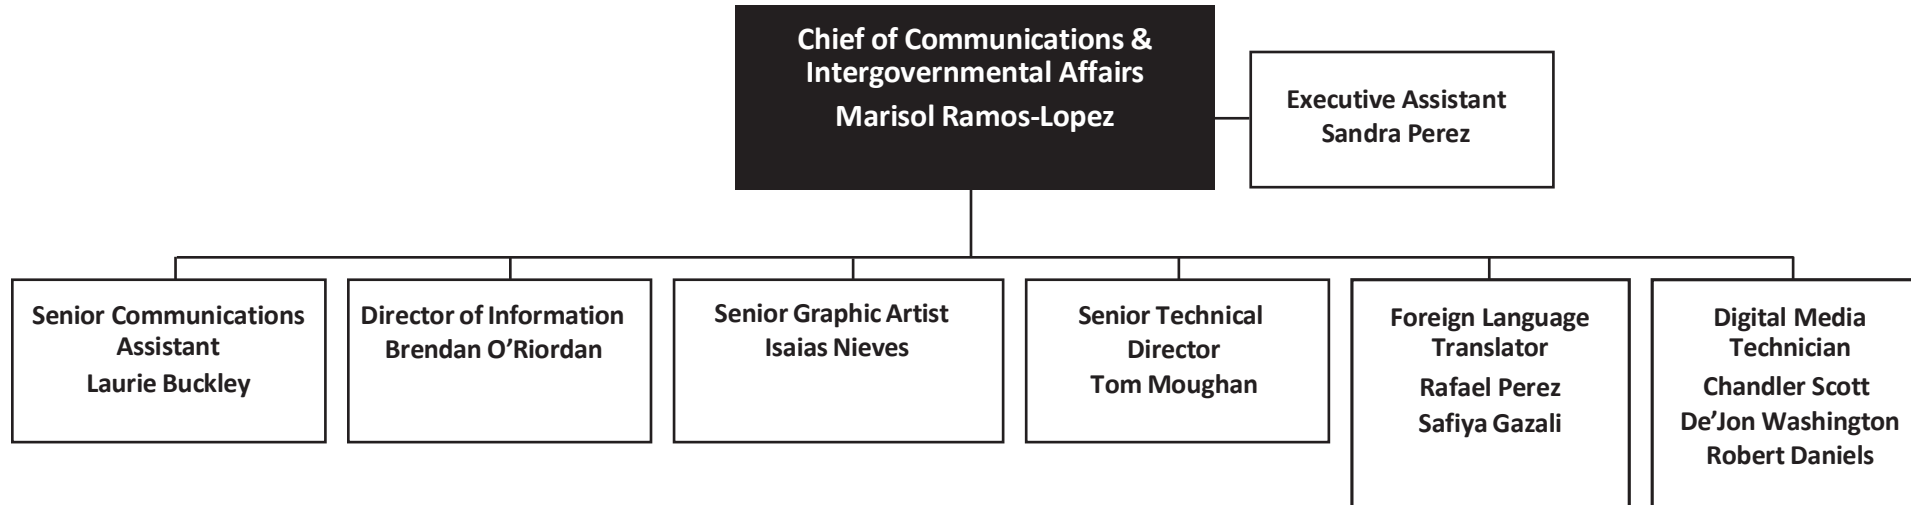 Chief of Communications &
Intergovernmental Affairs
Marisol Ramos-Lopez
Executive Assistant
Sandra Perez
Senior Communications
Assistant
Laurie Buckley
Director of Information
Brendan O’Riordan
Senior Graphic Artist
Isaias Nieves
Senior Technical
Director
Tom Moughan
Foreign Language
Translator
Rafael Perez
Safiya Gazali
Digital Media
Technician
Chandler Scott
De’Jon Washington
Robert Daniels